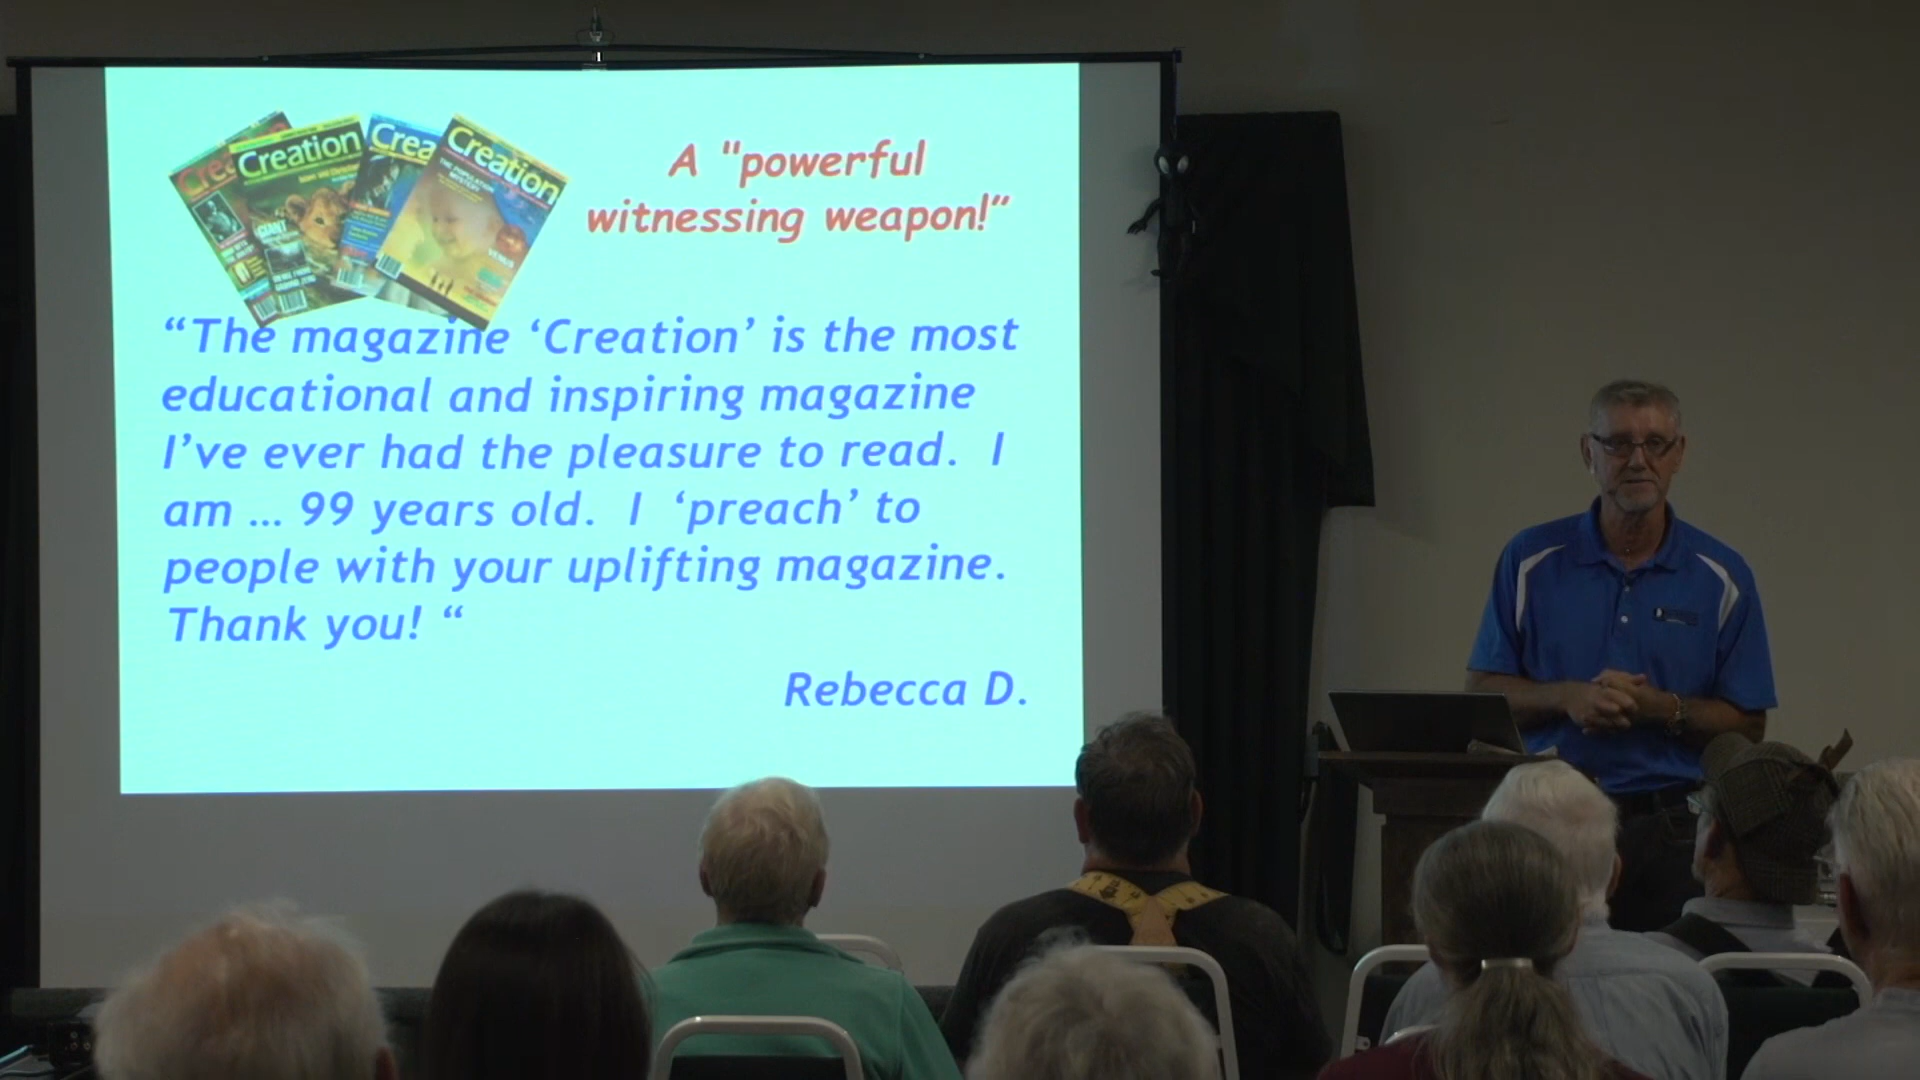 Creation
Crea
Creation
A "powerful
witnessing weapon!”
“The magazine ‘Creation’ is the most
educational and inspiring magazine
I’ve ever had the pleasure to read. I
am … 99 years old. I ‘preach’ to
people with your uplifting magazine.
Thank you! “
Rebecca D.